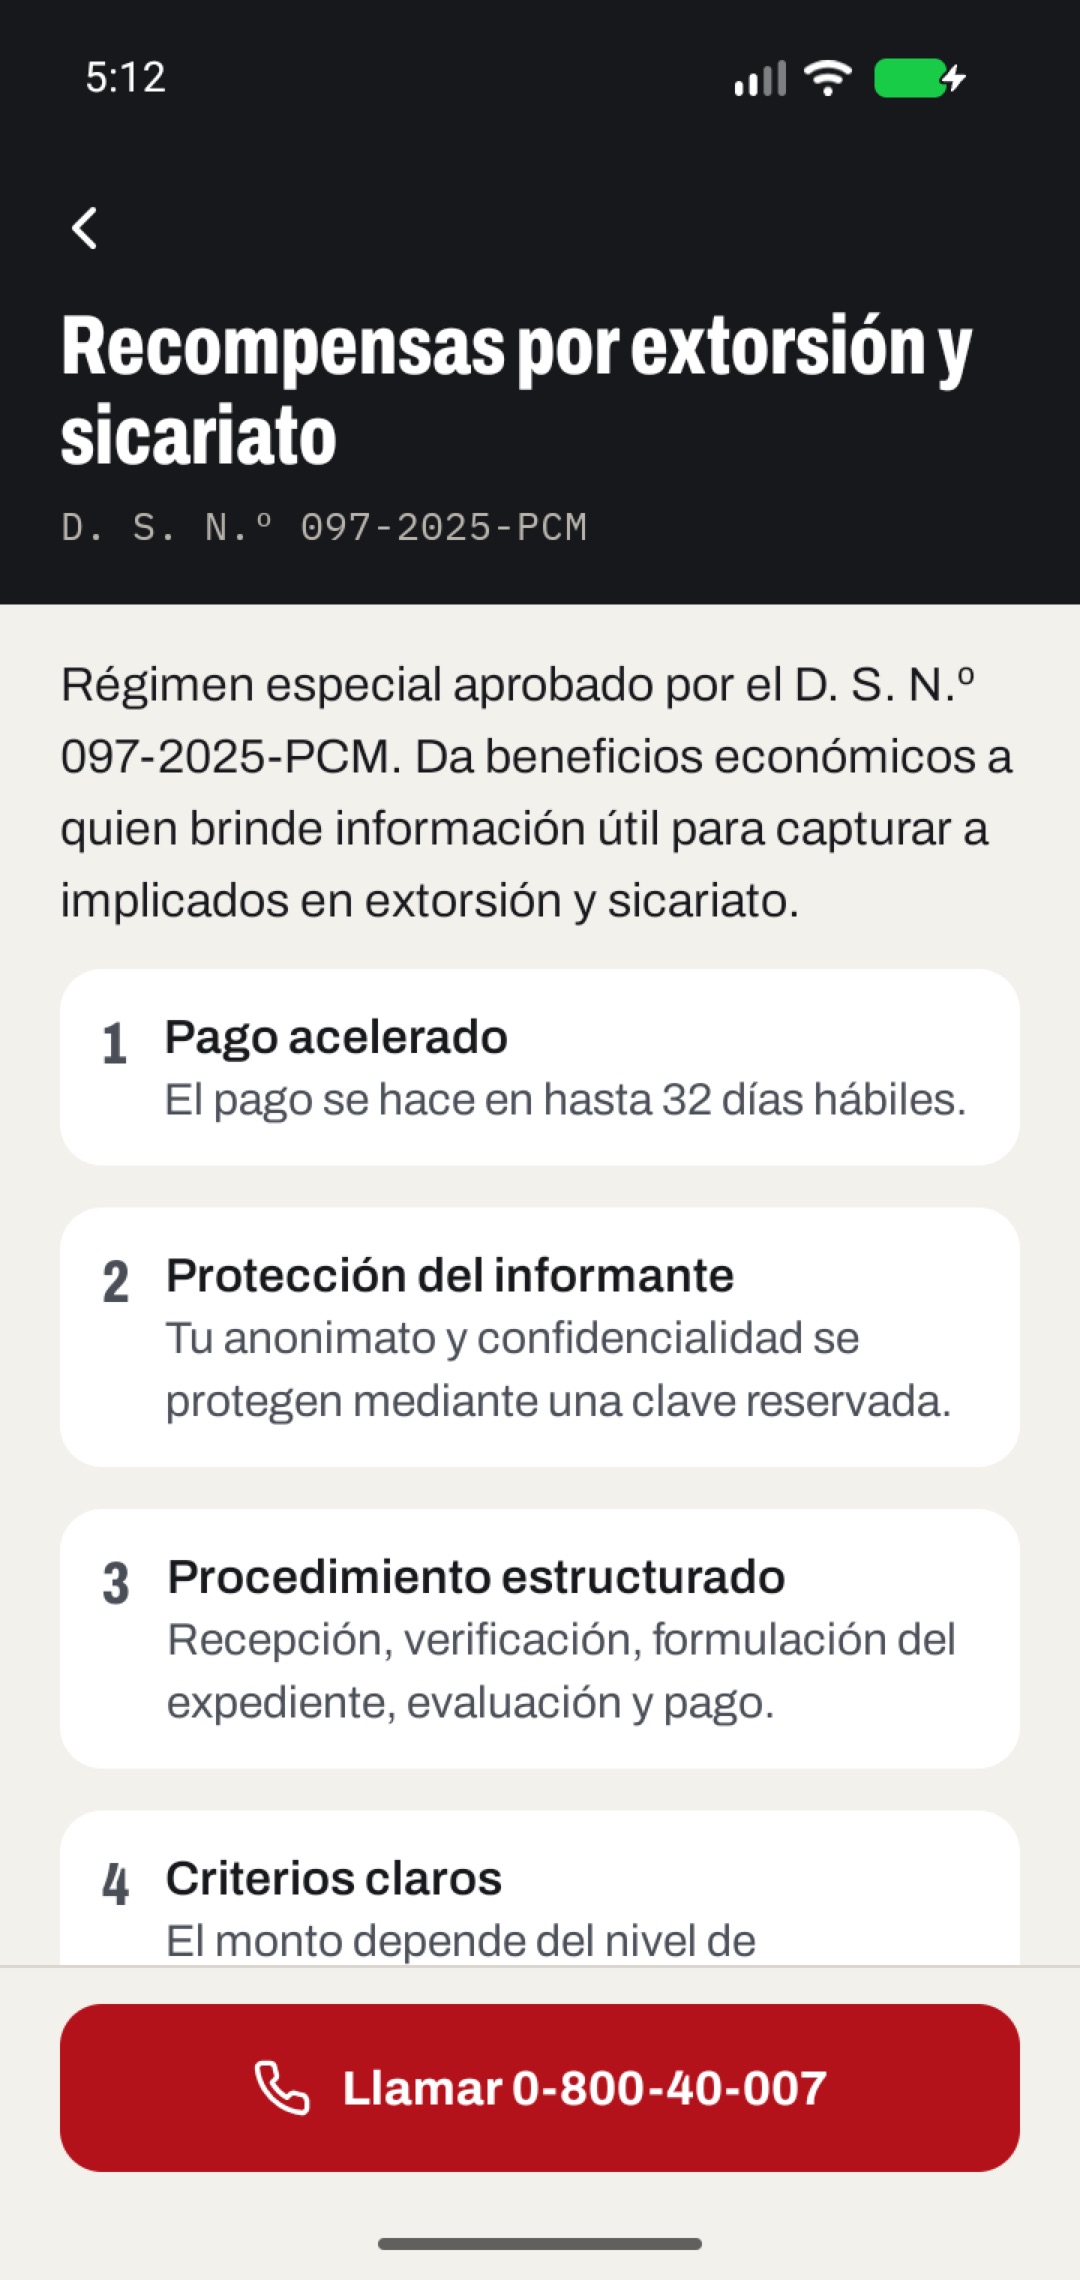 5:12
Recompensas por extorsión y
sicariato
D. S. N.º 097-2025-PCM
Régimen especial aprobado por el D. S. N.º
097-2025-PCM. Da beneficios económicos a
quien brinde información útil para capturar a
implicados en extorsión y sicariato.
1 Pago acelerado
El pago se hace en hasta 32 días hábiles.
2 Protección del informante
Tu anonimato y confidencialidad se
protegen mediante una clave reservada.
3 Procedimiento estructurado
Recepción, verificación, formulación del
expediente, evaluación y pago.
4 Criterios claros
El monto depende del nivel de
Llamar 0-800-40-007